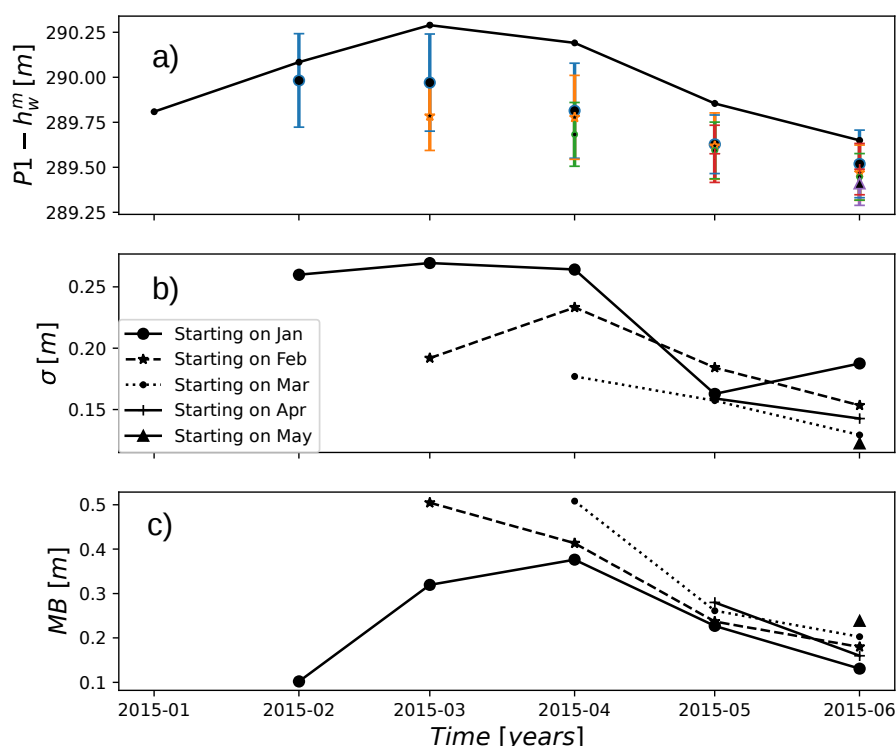 a)
290.25
290.00
289.75
289.50
289.25
P1 − h_w^m [m]
b)
0.25
0.20
0.15
σ [m]
Starting on Jan
Starting on Feb
Starting on Mar
Starting on Apr
Starting on May
c)
0.5
0.4
0.3
0.2
0.1
MB [m]
2015-01 2015-02 2015-03 2015-04 2015-05 2015-06
Time [years]